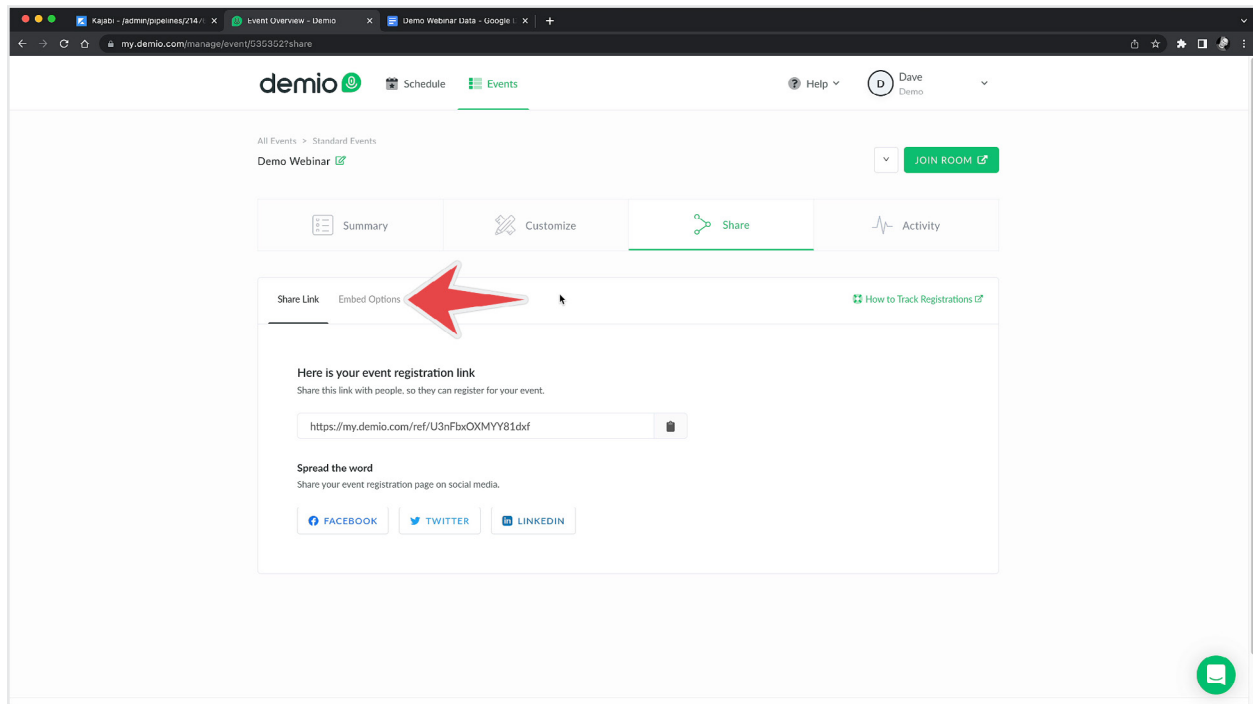 Kajabi - /admin/pipelines/2147
Event Overview - Demio
Demo Webinar Data - Google
my.demio.com/manage/event/535352?share
demio
Schedule
Events
Help
D
Dave
Demo
All Events > Standard Events
Demo Webinar
JOIN ROOM
Summary
Customize
Share
Activity
Share Link
Embed Options
How to Track Registrations
Here is your event registration link
Share this link with people, so they can register for your event.
https://my.demio.com/ref/U3nFbxOXMYY81dxf
Spread the word
Share your event registration page on social media.
FACEBOOK
TWITTER
LINKEDIN